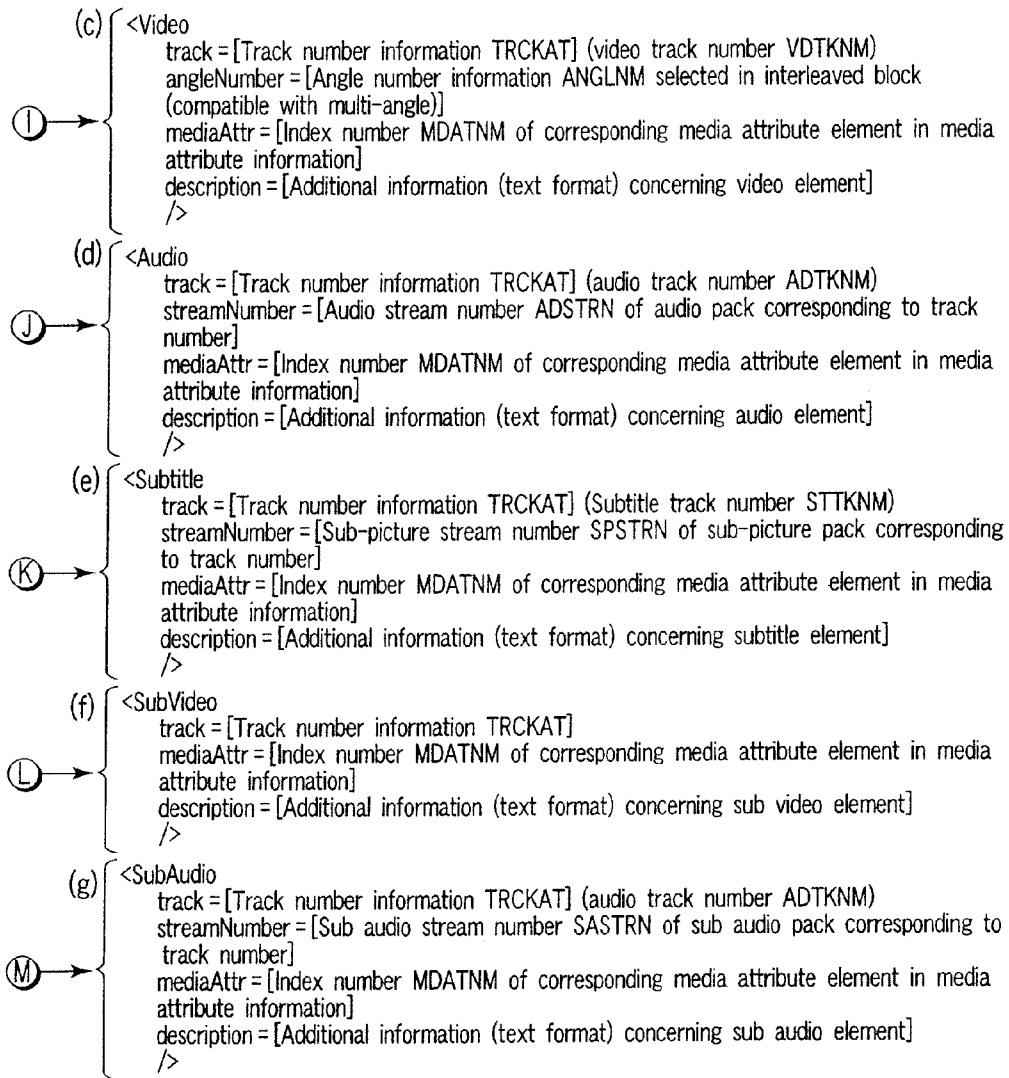 (c) <Video
track = [Track number information TRCKAT] (video track number VDTKNM)
angleNumber = [Angle number information ANGLNM selected in interleaved block
(compatible with multi-angle)]
I
mediaAttr = [Index number MDATNM of corresponding media attribute element in media
attribute information]
description = [Additional information (text format) concerning video element]
/>
(d) <Audio
track = [Track number information TRCKAT] (audio track number ADTKNM)
streamNumber = [Audio stream number ADSTRN of audio pack corresponding to track
J
number]
mediaAttr = [Index number MDATNM of corresponding media attribute element in media
attribute information]
description = [Additional information (text format) concerning audio element]
/>
(e) <Subtitle
track = [Track number information TRCKAT] (Subtitle track number STTKNM)
streamNumber = [Sub-picture stream number SPSTRN of sub-picture pack corresponding
to track number]
K
mediaAttr = [Index number MDATNM of corresponding media attribute element in media
attribute information]
description = [Additional information (text format) concerning subtitle element]
/>
(f) <SubVideo
track = [Track number information TRCKAT]
mediaAttr = [Index number MDATNM of corresponding media attribute element in media
L
attribute information]
description = [Additional information (text format) concerning sub video element]
/>
(g) <SubAudio
track = [Track number information TRCKAT] (audio track number ADTKNM)
streamNumber = [Sub audio stream number SASTRN of sub audio pack corresponding to
track number]
M
mediaAttr = [Index number MDATNM of corresponding media attribute element in media
attribute information]
description = [Additional information (text format) concerning sub audio element]
/>